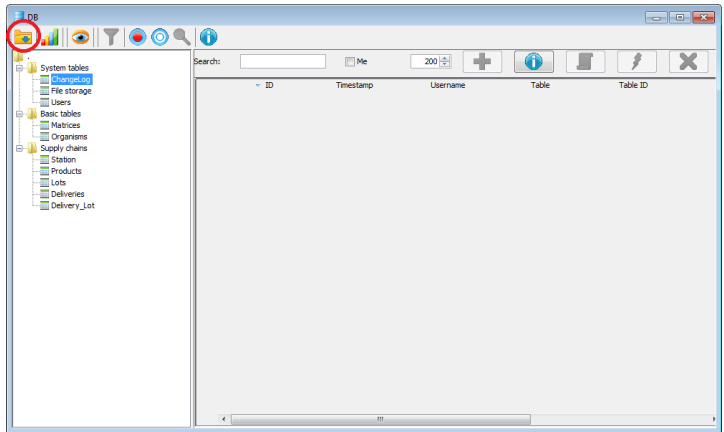 DB
Search:
Me
200
.
System tables
ChangeLog
File storage
Users
Basic tables
Matrices
Organisms
Supply chains
Station
Products
Lots
Deliveries
Delivery_Lot
ID Timestamp Username Table Table ID